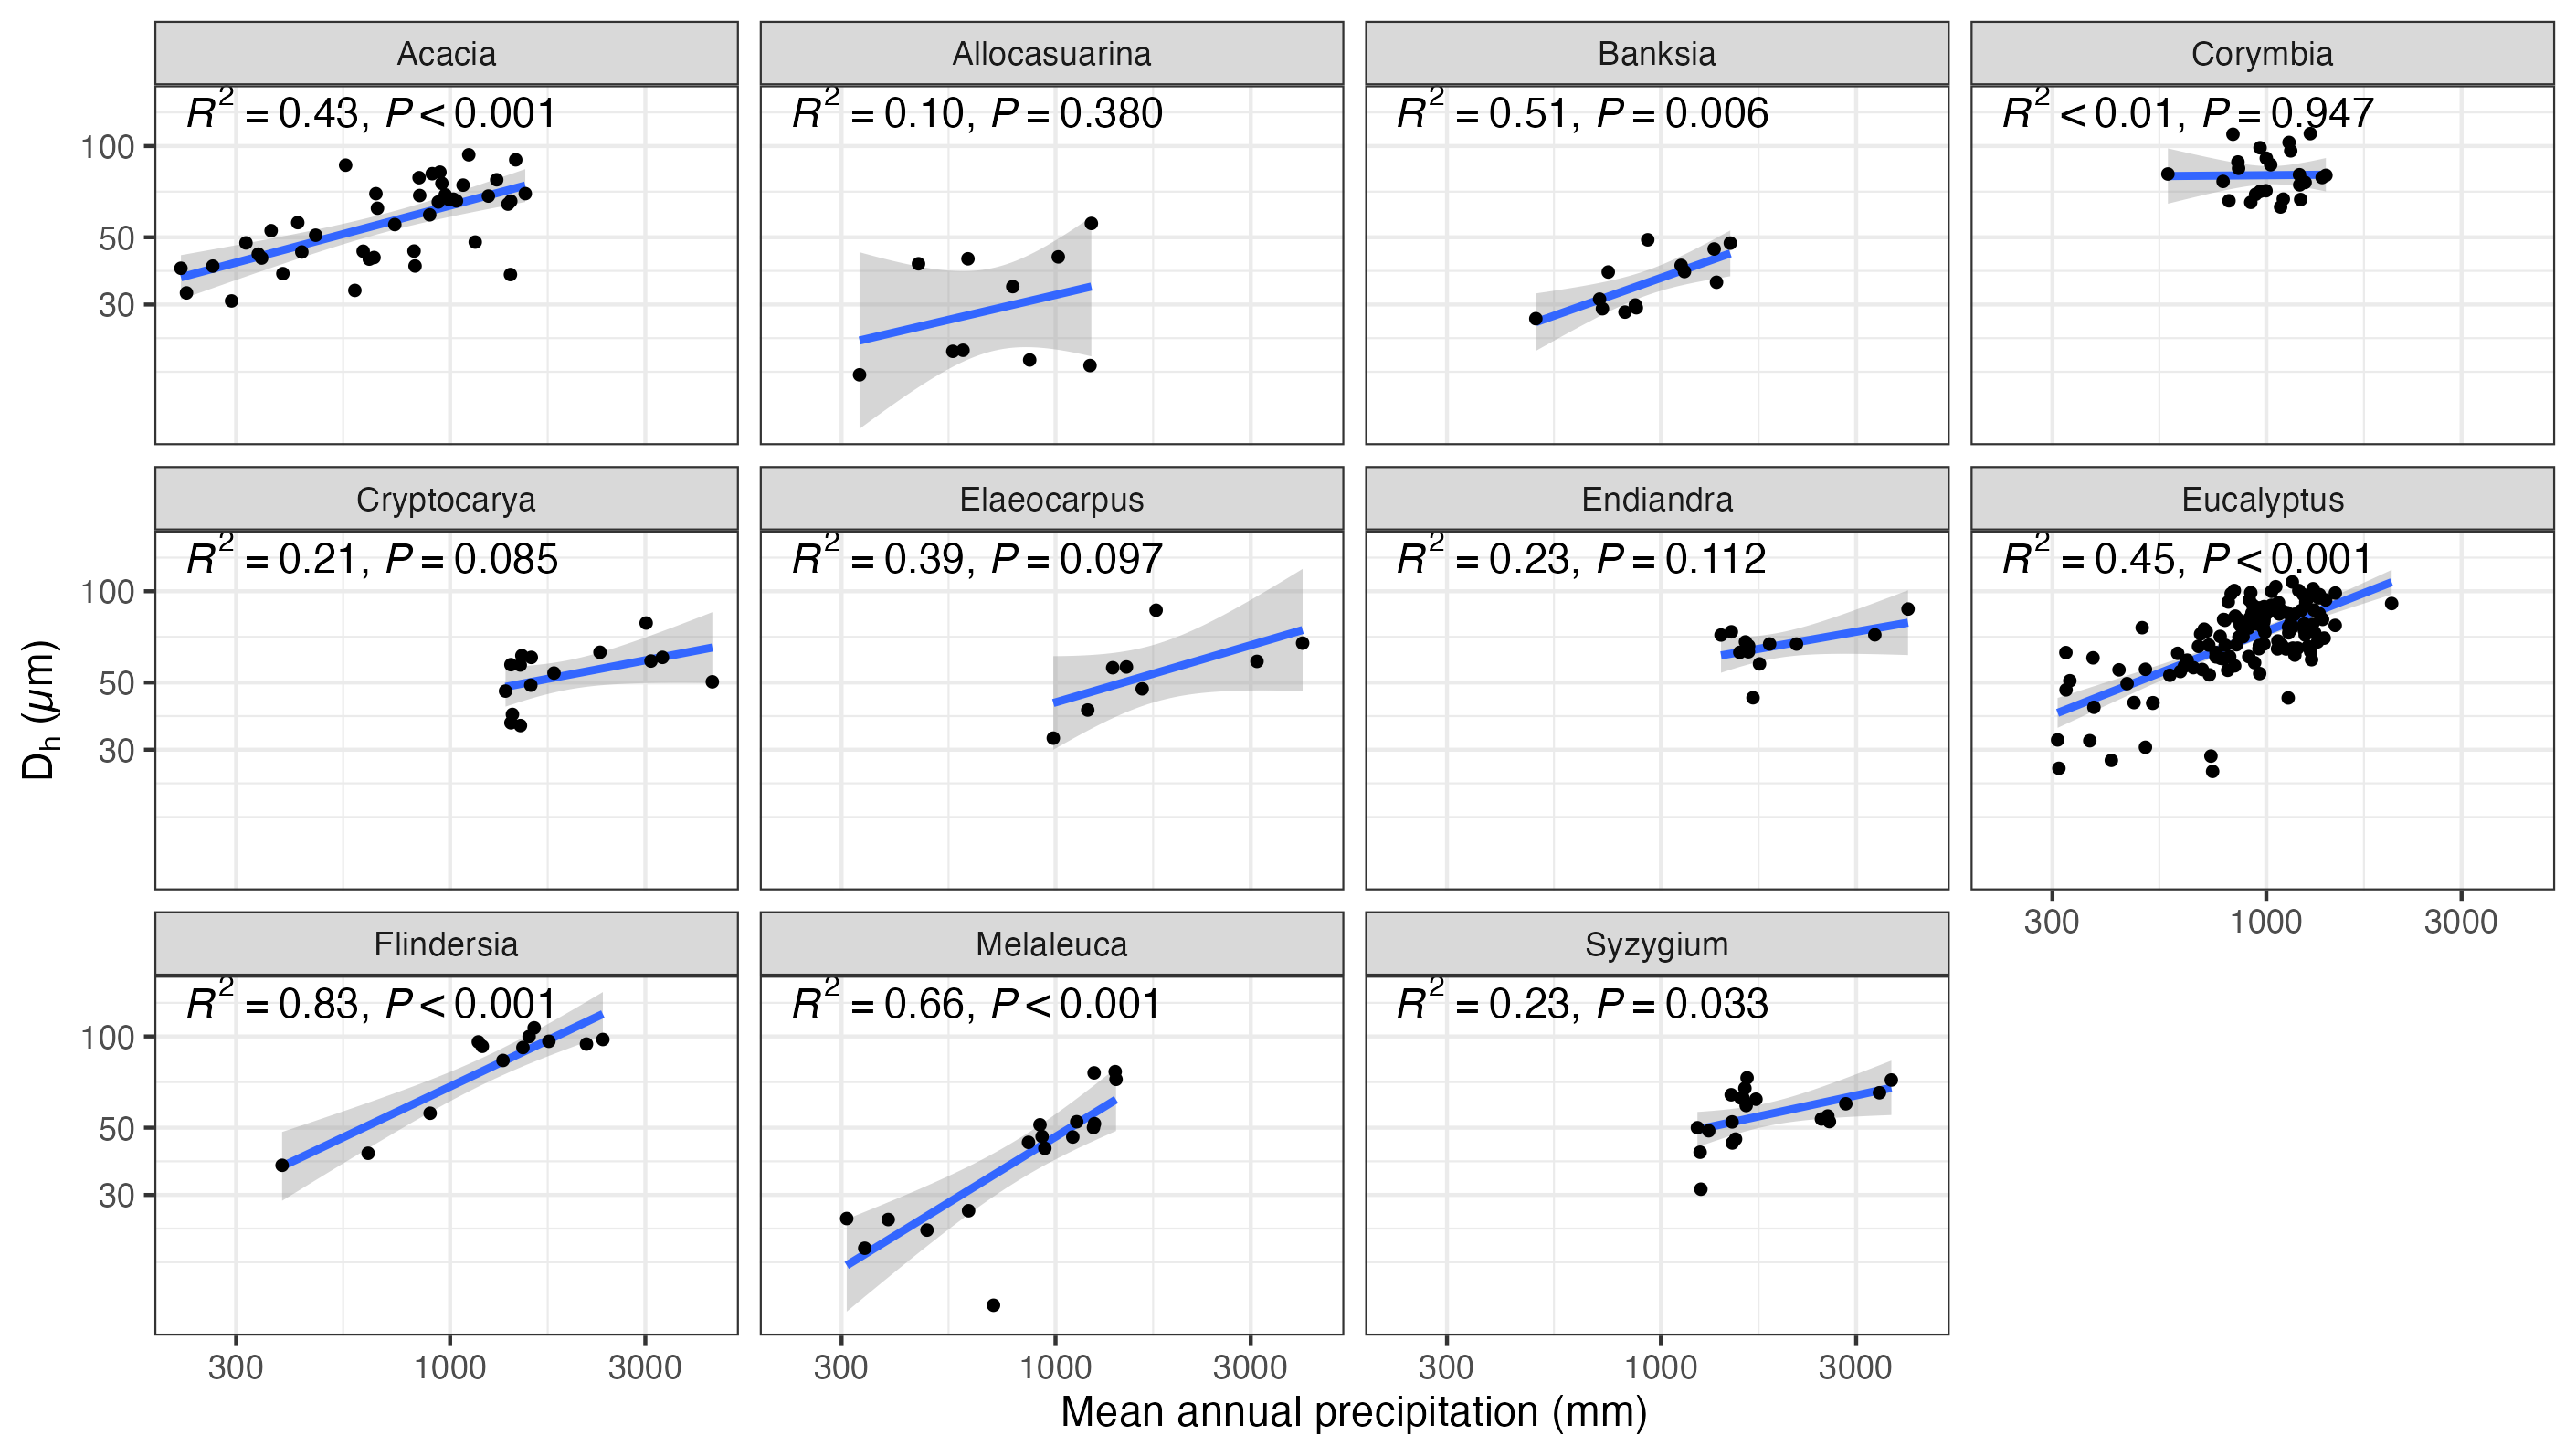 Acacia Allocasuarina Banksia Corymbia
R² = 0.43, P < 0.001 R² = 0.10, P = 0.380 R² = 0.51, P = 0.006 R² < 0.01, P = 0.947
100
50
30
Cryptocarya Elaeocarpus Endiandra Eucalyptus
R² = 0.21, P = 0.085 R² = 0.39, P = 0.097 R² = 0.23, P = 0.112 R² = 0.45, P < 0.001
100
50
30
300 1000 3000
Flindersia Melaleuca Syzygium
R² = 0.83, P < 0.001 R² = 0.66, P < 0.001 R² = 0.23, P = 0.033
100
50
30
300 1000 3000 300 1000 3000 300 1000 3000
Mean annual precipitation (mm)
Dₕ (μm)